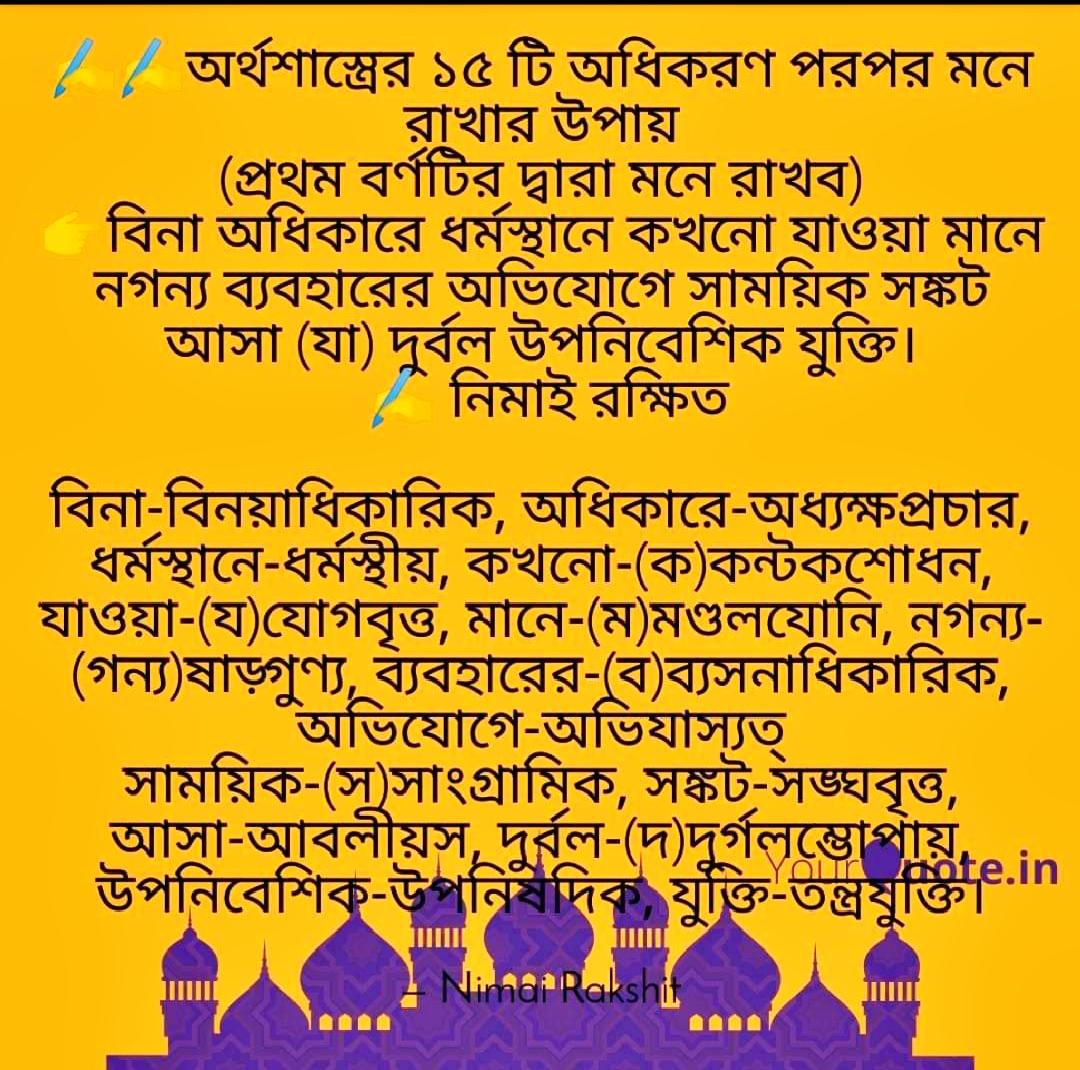 ✍️✍️ অর্থশাস্ত্রের ১৫ টি অধিকরণ পরপর মনে
রাখার উপায়
(প্রথম বর্ণটির দ্বারা মনে রাখব)
👉 বিনা অধিকারে ধর্মস্থানে কখনো যাওয়া মানে
নগন্য ব্যবহারের অভিযোগে সাময়িক সঙ্কট
আসা (যা) দুর্বল উপনিবেশিক যুক্তি।
✍️ নিমাই রক্ষিত
বিনা-বিনয়াধিকারিক, অধিকারে-অধ্যক্ষপ্রচার,
ধর্মস্থানে-ধর্মস্থীয়, কখনো-(ক)কন্টকশোধন,
যাওয়া-(য)যোগবৃত্ত, মানে-(ম)মণ্ডলযোনি, নগন্য-
(গন্য)ষাড়্গুণ্য, ব্যবহারের-(ব)ব্যসনাধিকারিক,
অভিযোগে-অভিযাস্যত্
সাময়িক-(স)সাংগ্রামিক, সঙ্কট-সঙ্ঘবৃত্ত,
আসা-আবলীয়স, দুর্বল-(দ)দুর্গলম্ভোপায়,
উপনিবেশিক-উপনিষদিক, যুক্তি-তন্ত্রযুক্তি।
YourQuote.in
– Nimai Rakshit